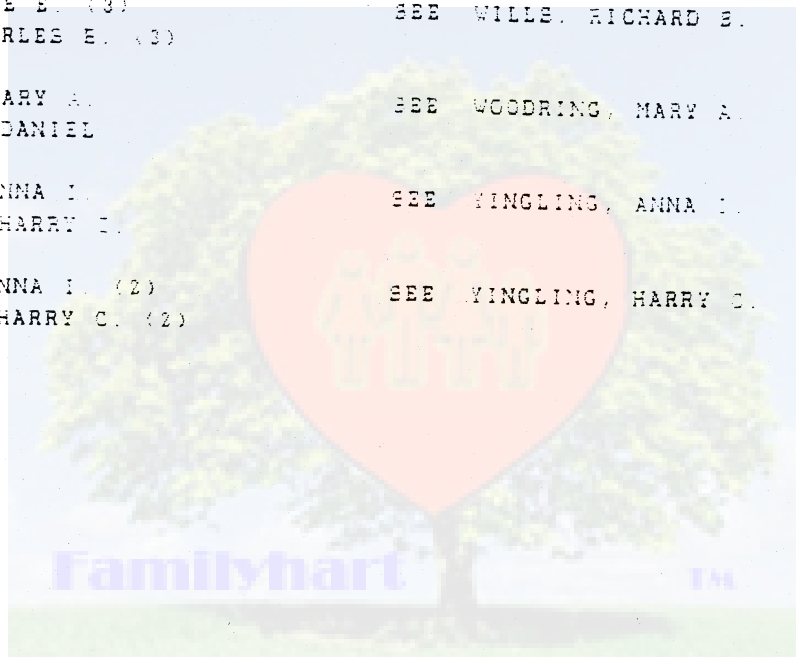 E E. (3)
SEE WILLS, RICHARD B.
RLES E. (3)
ARY A.
SEE WOODRING, MARY A.
DANIEL
NNA I.
SEE YINGLING, ANNA I.
HARRY C.
NNA I. (2)
SEE YINGLING, HARRY C.
HARRY C. (2)
Familyhart TM